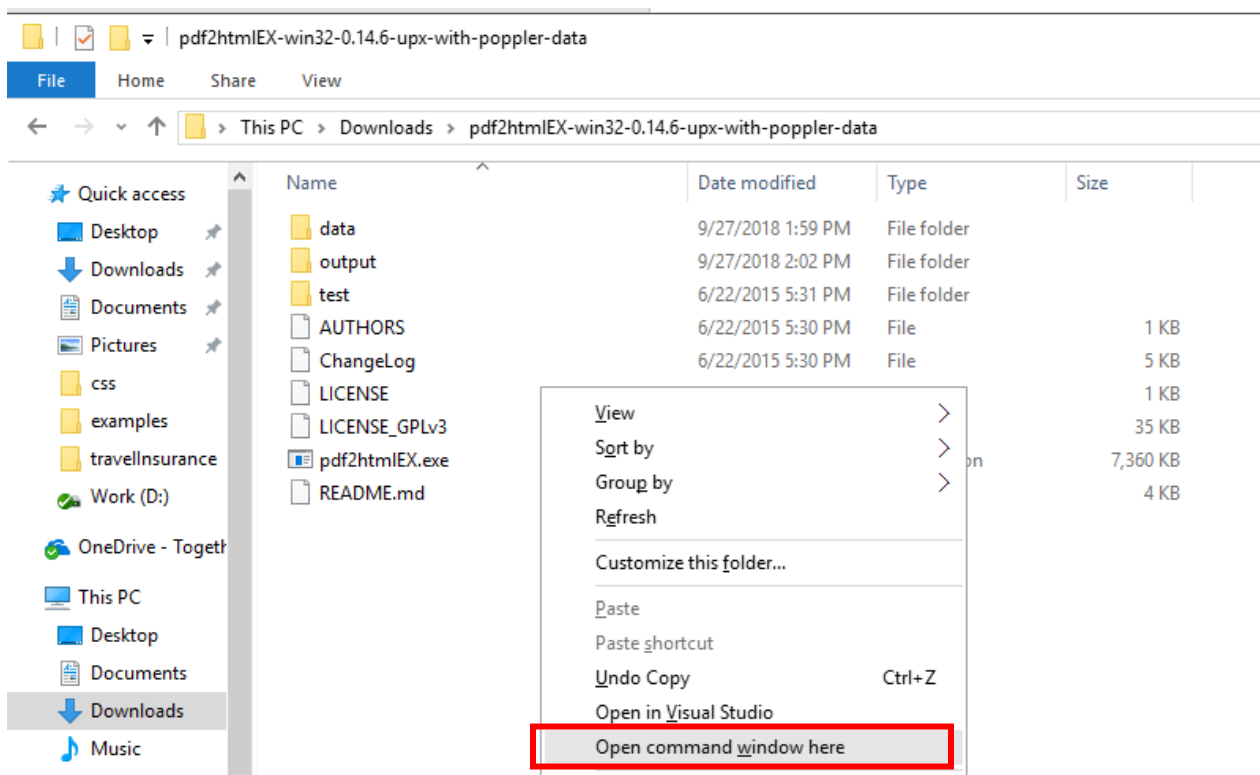 pdf2htmlEX-win32-0.14.6-upx-with-poppler-data
File Home Share View
This PC > Downloads > pdf2htmlEX-win32-0.14.6-upx-with-poppler-data
Quick access
Desktop
Downloads
Documents
Pictures
css
examples
travelInsurance
Work (D:)
OneDrive - Togeth
This PC
Desktop
Documents
Downloads
Music
Name Date modified Type Size
data 9/27/2018 1:59 PM File folder
output 9/27/2018 2:02 PM File folder
test 6/22/2015 5:31 PM File folder
AUTHORS 6/22/2015 5:30 PM File 1 KB
ChangeLog 6/22/2015 5:30 PM File 5 KB
LICENSE 1 KB
LICENSE_GPLv3 35 KB
pdf2htmlEX.exe on 7,360 KB
README.md 4 KB
View
Sort by
Group by
Refresh
Customize this folder...
Paste
Paste shortcut
Undo Copy Ctrl+Z
Open in Visual Studio
Open command window here